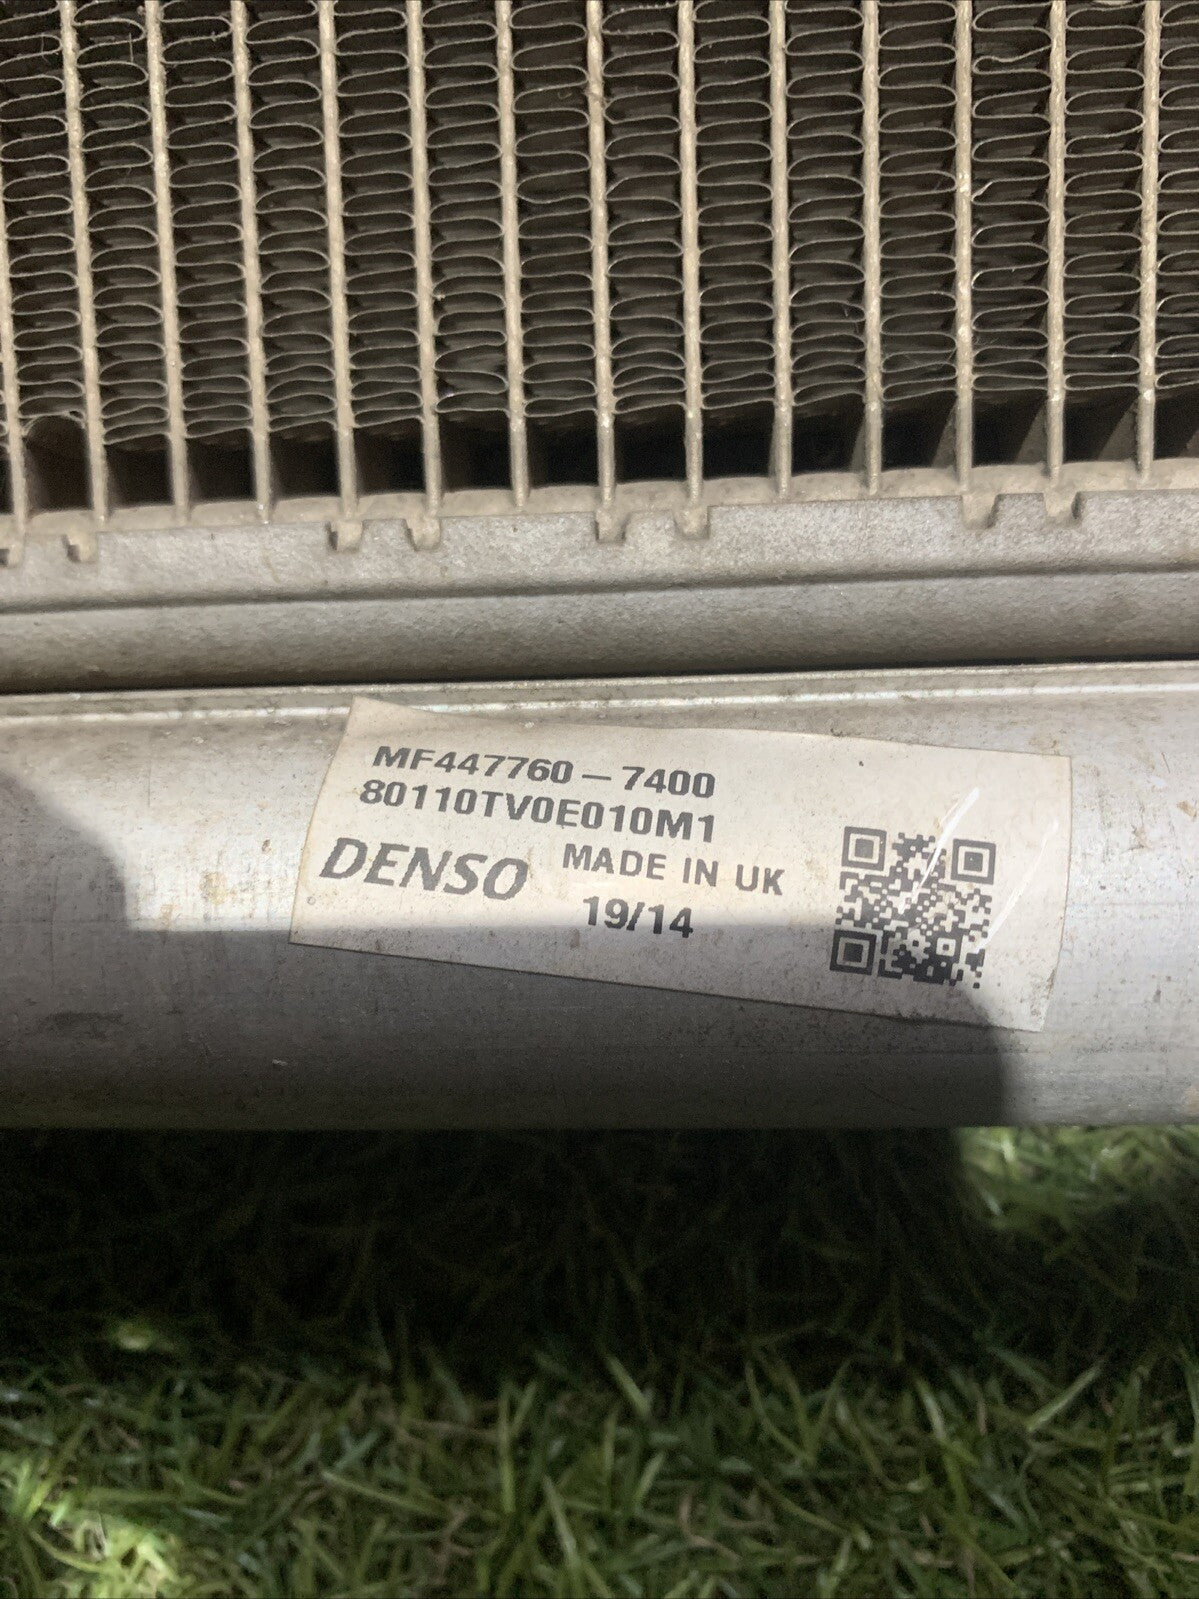 MF447760-7400
80110TV0E010M1
DENSO MADE IN UK
19/14